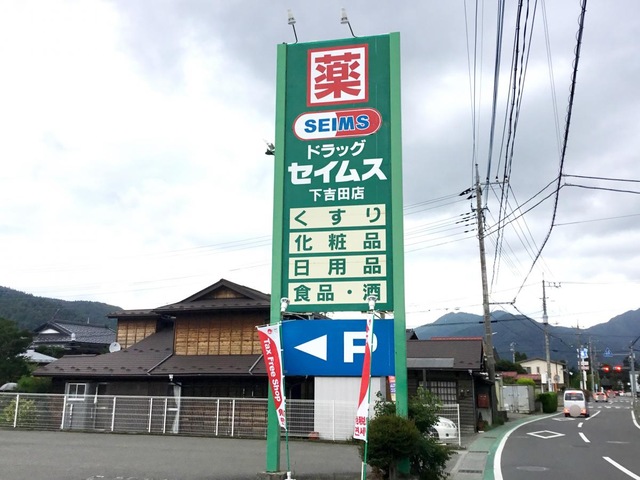 薬
SEIMS
ドラッグ
セイムス
下吉田店
くすり
化粧品
日用品
食品・酒
P
Tax Free Shop